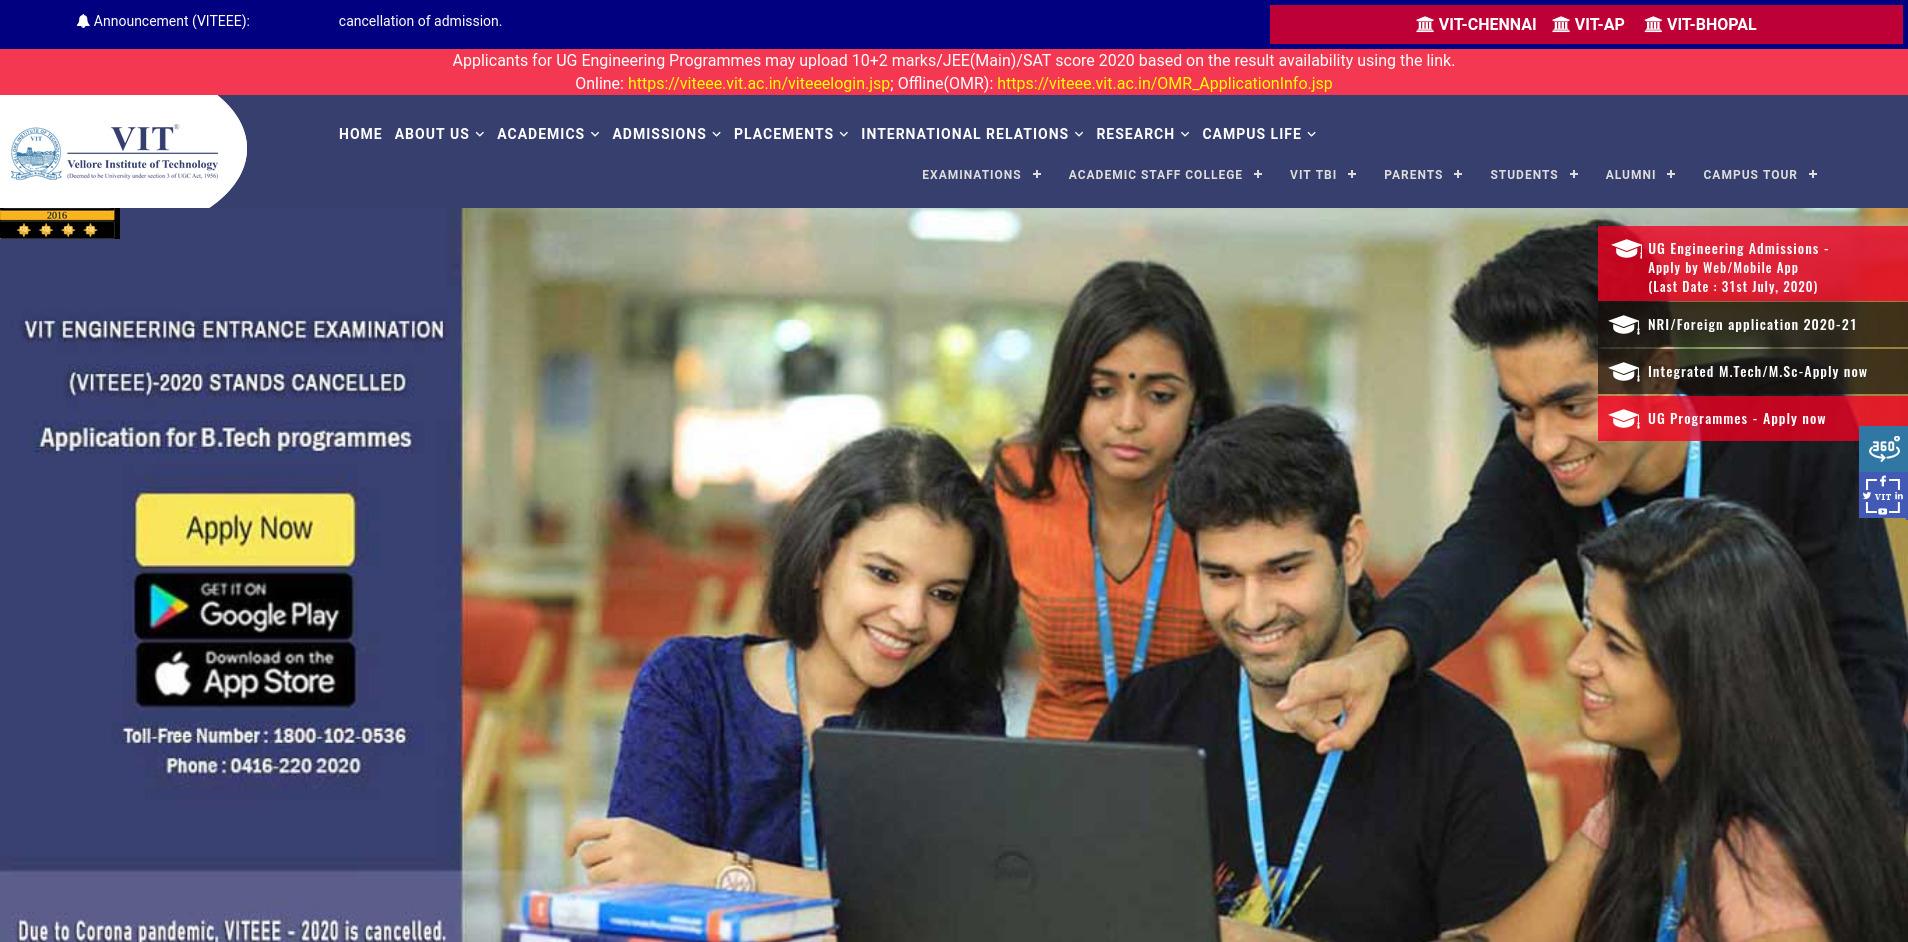 Announcement (VITEEE):
cancellation of admission.
VIT-CHENNAI VIT-AP VIT-BHOPAL
Applicants for UG Engineering Programmes may upload 10+2 marks/JEE(Main)/SAT score 2020 based on the result availability using the link.
Online: https://viteee.vit.ac.in/viteeelogin.jsp; Offline(OMR): https://viteee.vit.ac.in/OMR_ApplicationInfo.jsp
VIT®
Vellore Institute of Technology
(Deemed to be University under section 3 of UGC Act, 1956)
HOME ABOUT US ACADEMICS ADMISSIONS PLACEMENTS INTERNATIONAL RELATIONS RESEARCH CAMPUS LIFE
EXAMINATIONS + ACADEMIC STAFF COLLEGE + VIT TBI + PARENTS + STUDENTS + ALUMNI + CAMPUS TOUR +
2016
VIT ENGINEERING ENTRANCE EXAMINATION
(VITEEE)-2020 STANDS CANCELLED
Application for B.Tech programmes
Apply Now
GET IT ON
Google Play
Download on the
App Store
Toll-Free Number : 1800-102-0536
Phone : 0416-220 2020
Due to Corona pandemic, VITEEE - 2020 is cancelled.
UG Engineering Admissions -
Apply by Web/Mobile App
(Last Date : 31st July, 2020)
NRI/Foreign application 2020-21
Integrated M.Tech/M.Sc-Apply now
UG Programmes - Apply now
360°
VIT